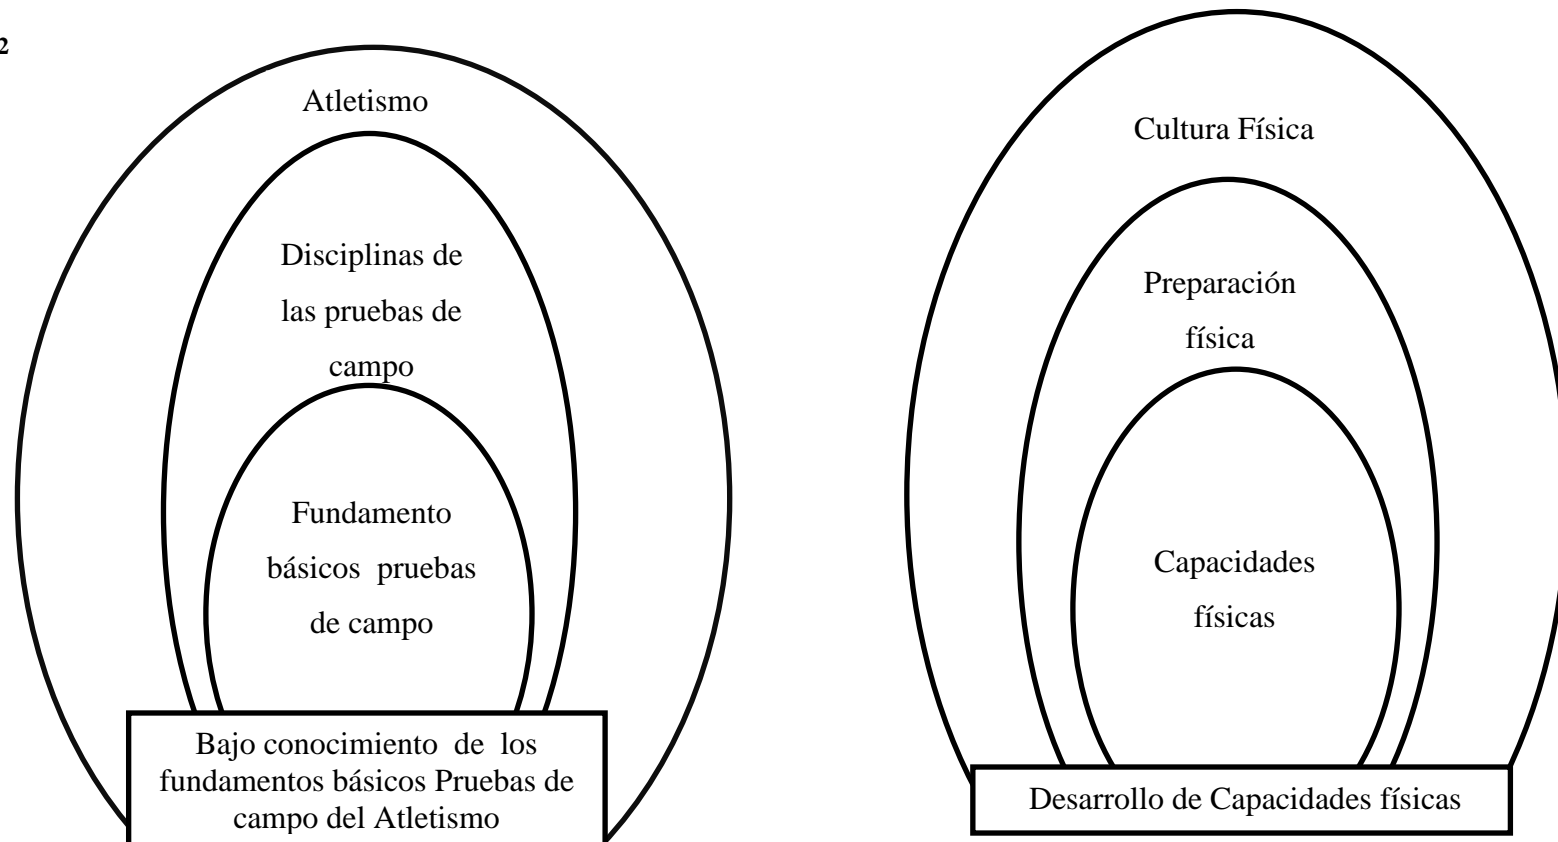 2
Atletismo
Disciplinas de
las pruebas de
campo
Fundamento
básicos  pruebas
de campo
Bajo conocimiento  de  los
fundamentos básicos Pruebas de
campo del Atletismo
Cultura Física
Preparación
física
Capacidades
físicas
Desarrollo de Capacidades físicas